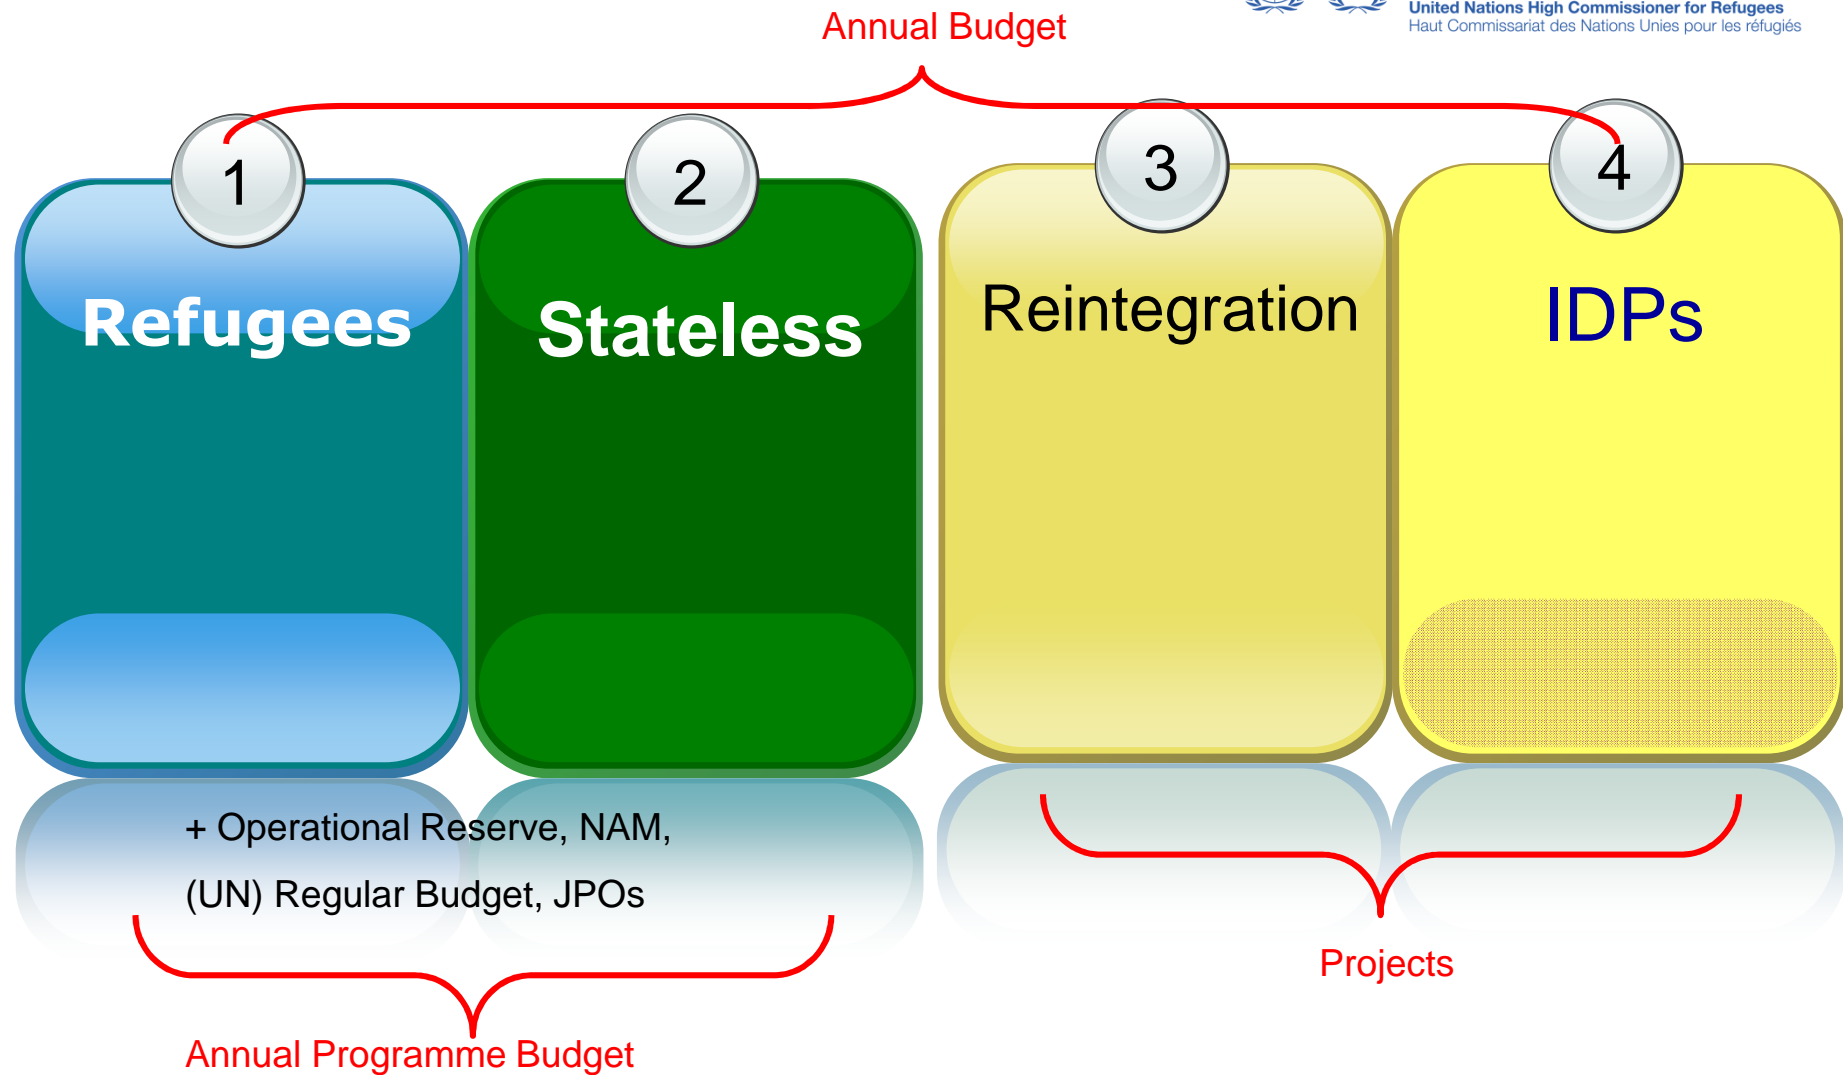 United Nations High Commissioner for Refugees
Haut Commissariat des Nations Unies pour les réfugiés
Annual Budget
1
2
3
4
Refugees
Stateless
Reintegration
IDPs
+ Operational Reserve, NAM,
(UN) Regular Budget, JPOs
Projects
Annual Programme Budget